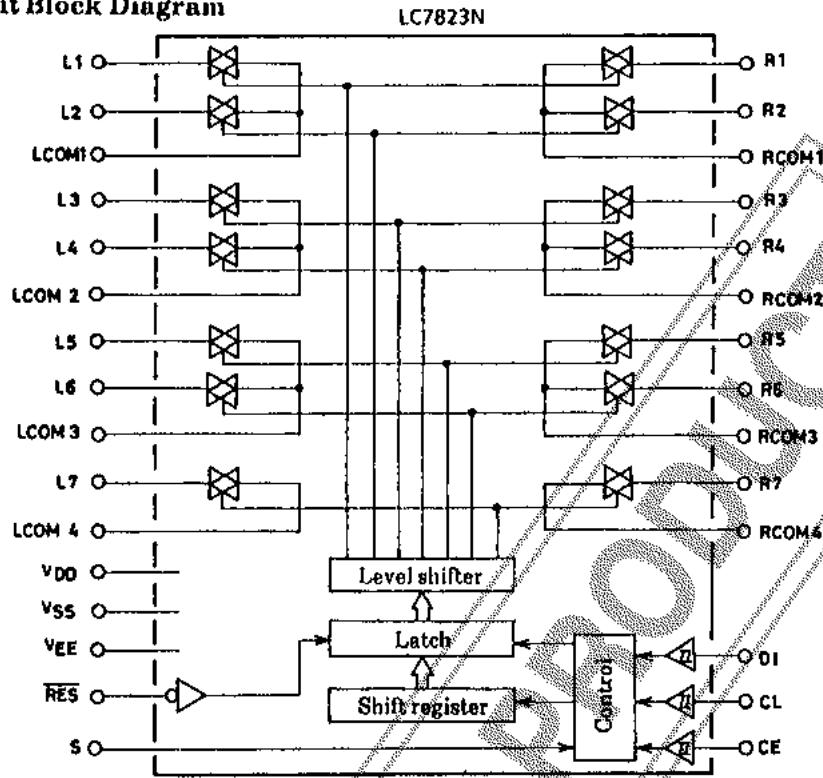 it Block Diagram
LC7823N
L1
R1
L2
R2
LCOM1
RCOM1
L3
R3
L4
R4
LCOM 2
RCOM2
L5
R5
L6
R6
LCOM 3
RCOM3
L7
R7
LCOM 4
RCOM4
VDD
Level shifter
VSS
VEE
Latch
DI
RES
Shift register
Control
CL
S
CE
PRODUCT